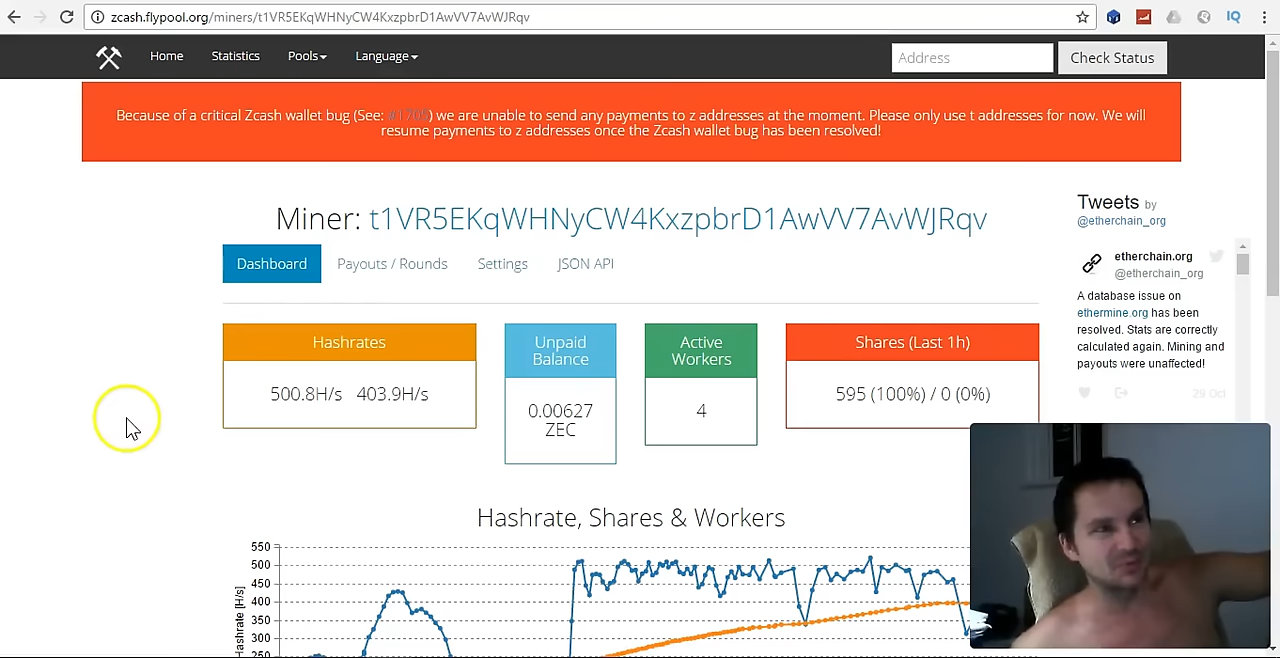 zcash.flypool.org/miners/t1VR5EKqWHNyCW4KxzpbrD1AwVV7AvWJRqv
IQ
Home Statistics Pools Language Address Check Status
Because of a critical Zcash wallet bug (See: #1705) we are unable to send any payments to z addresses at the moment. Please only use t addresses for now. We will
resume payments to z addresses once the Zcash wallet bug has been resolved!
Miner: t1VR5EKqWHNyCW4KxzpbrD1AwVV7AvWJRqv
Tweets by
@etherchain_org
Dashboard Payouts / Rounds Settings JSON API
etherchain.org
@etherchain_org
A database issue on
ethermine.org has been
resolved. Stats are correctly
calculated again. Mining and
payouts were unaffected!
29 Oct
Hashrates
500.8H/s 403.9H/s
Unpaid
Balance
0.00627
ZEC
Active
Workers
4
Shares (Last 1h)
595 (100%) / 0 (0%)
Hashrate, Shares & Workers
Hashrate [H/s]
550
500
450
400
350
300
250